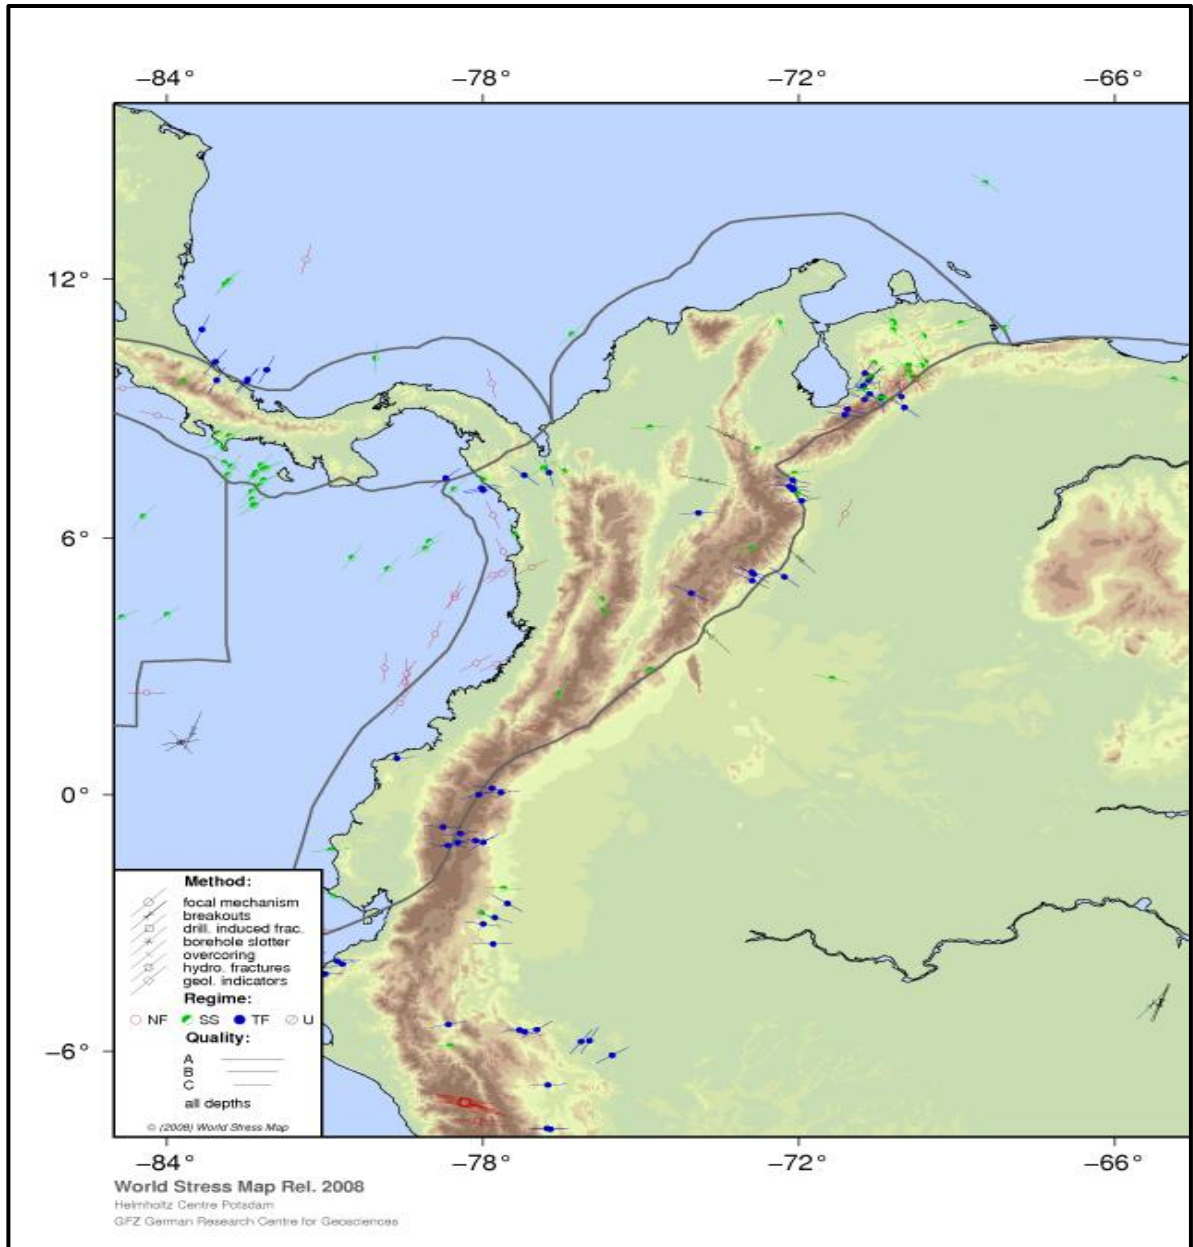 −84° −78° −72° −66°
12°
6°
0°
−6°
Method:
focal mechanism
breakouts
drill. induced frac.
borehole slotter
overcoring
hydro. fractures
geol. indicators
Regime:
NF SS TF U
Quality:
A
B
C
all depths
© (2008) World Stress Map
−84° −78° −72° −66°
World Stress Map Rel. 2008
Helmholtz Centre Potsdam
GFZ German Research Centre for Geosciences